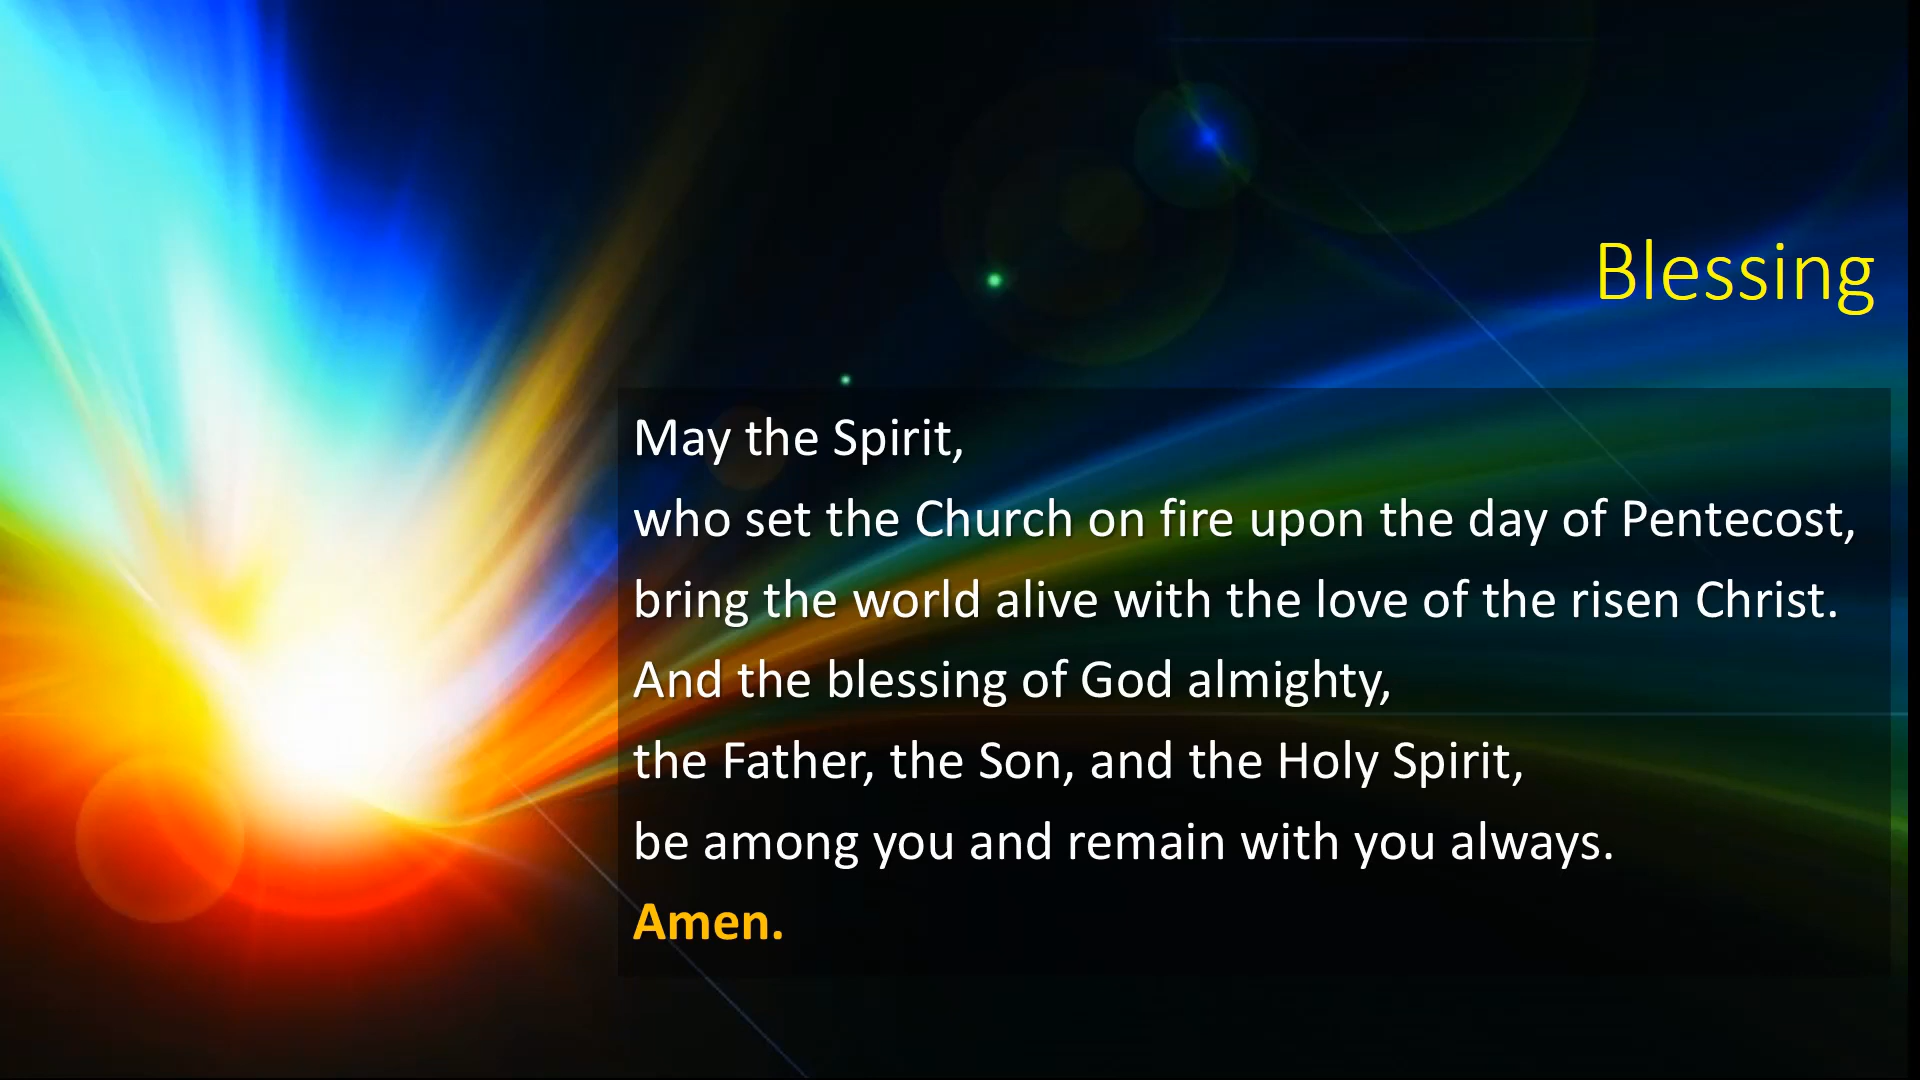 Blessing
May the Spirit,
who set the Church on fire upon the day of Pentecost,
bring the world alive with the love of the risen Christ.
And the blessing of God almighty,
the Father, the Son, and the Holy Spirit,
be among you and remain with you always.
Amen.